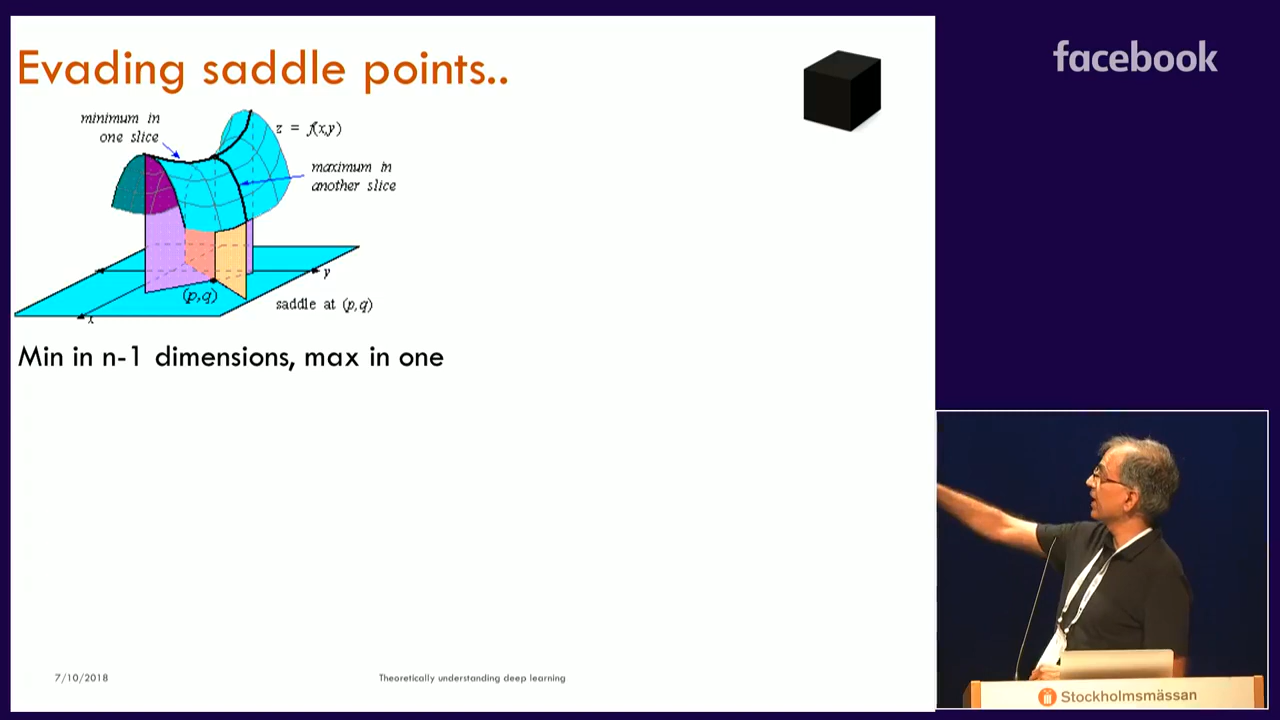 Evading saddle points..
minimum in
one slice
z = f(x,y)
maximum in
another slice
y
(p,q)
saddle at (p,q)
x
Min in n-1 dimensions, max in one
7/10/2018
Theoretically understanding deep learning
facebook
Stockholmsmässan